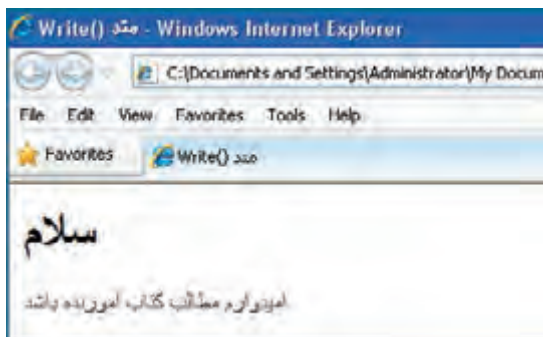 Write() متد - Windows Internet Explorer
C:\Documents and Settings\Administrator\My Docum
File Edit View Favorites Tools Help
Favorites Write() متد
سلام
امیدوارم مطالب کتاب آموزنده باشد